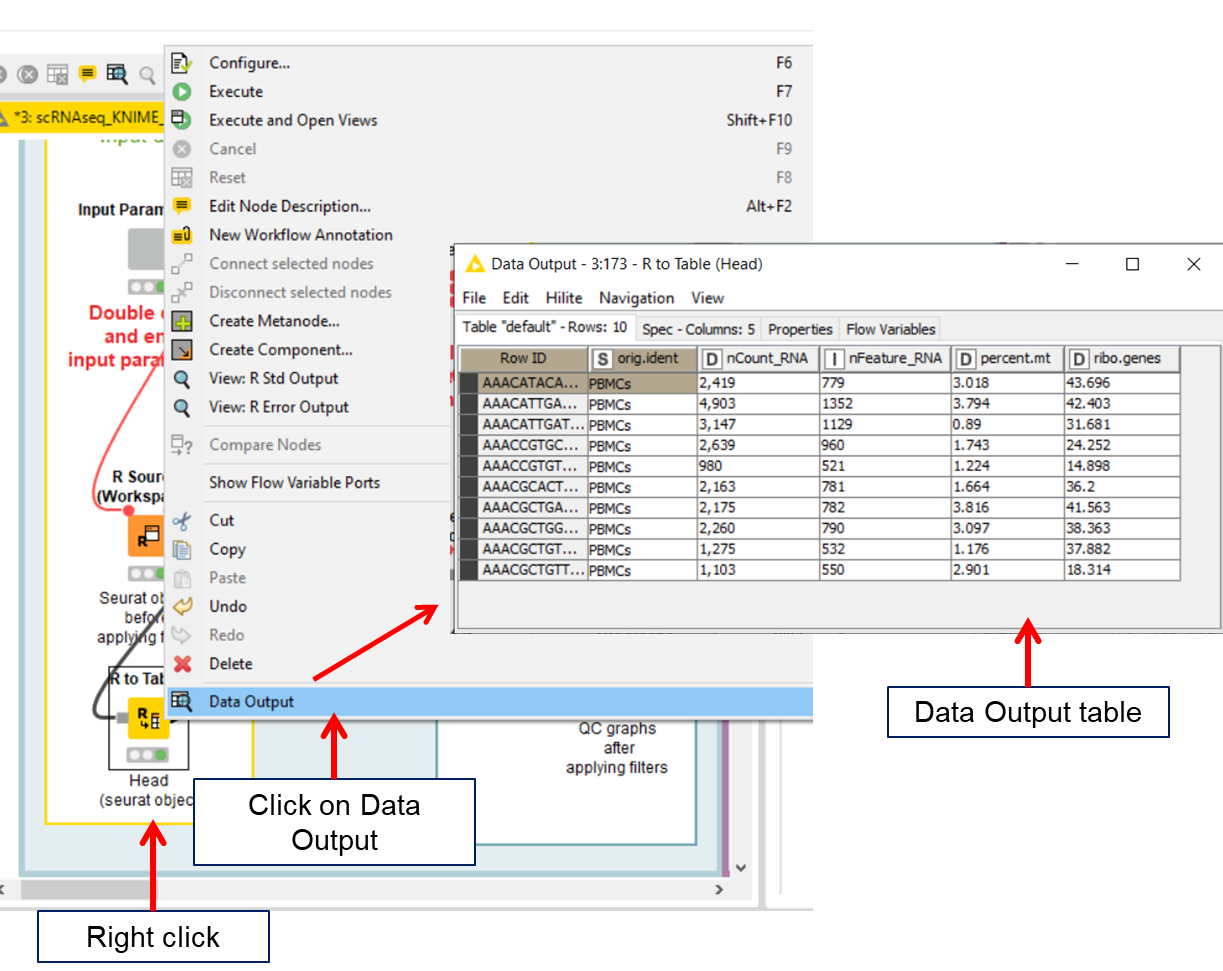 Configure... F6
Execute F7
Execute and Open Views Shift+F10
Cancel F9
Reset F8
Edit Node Description... Alt+F2
New Workflow Annotation
Connect selected nodes
Disconnect selected nodes
Create Metanode...
Create Component...
View: R Std Output
View: R Error Output
Compare Nodes
Show Flow Variable Ports
Cut
Copy
Paste
Undo
Redo
Delete
Data Output
*3: scRNAseq_KNIME_
Input Param
Double
and en
input para
R Sour
(Workspa
R
Seurat ob
before
applying f
R to Tab
R
Head
(seurat objec
QC graphs
after
applying filters
Data Output - 3:173 - R to Table (Head)
File Edit Hilite Navigation View
Table "default" - Rows: 10 Spec - Columns: 5 Properties Flow Variables
Row ID S orig.ident D nCount_RNA I nFeature_RNA D percent.mt D ribo.genes
AAACATACA... PBMCs 2,419 779 3.018 43.696
AAACATTGA... PBMCs 4,903 1352 3.794 42.403
AAACATTGAT... PBMCs 3,147 1129 0.89 31.681
AAACCGTGC... PBMCs 2,639 960 1.743 24.252
AAACCGTGT... PBMCs 980 521 1.224 14.898
AAACGCACT... PBMCs 2,163 781 1.664 36.2
AAACGCTGA... PBMCs 2,175 782 3.816 41.563
AAACGCTGG... PBMCs 2,260 790 3.097 38.363
AAACGCTGT... PBMCs 1,275 532 1.176 37.882
AAACGCTGTT... PBMCs 1,103 550 2.901 18.314
Data Output table
Click on Data
Output
Right click